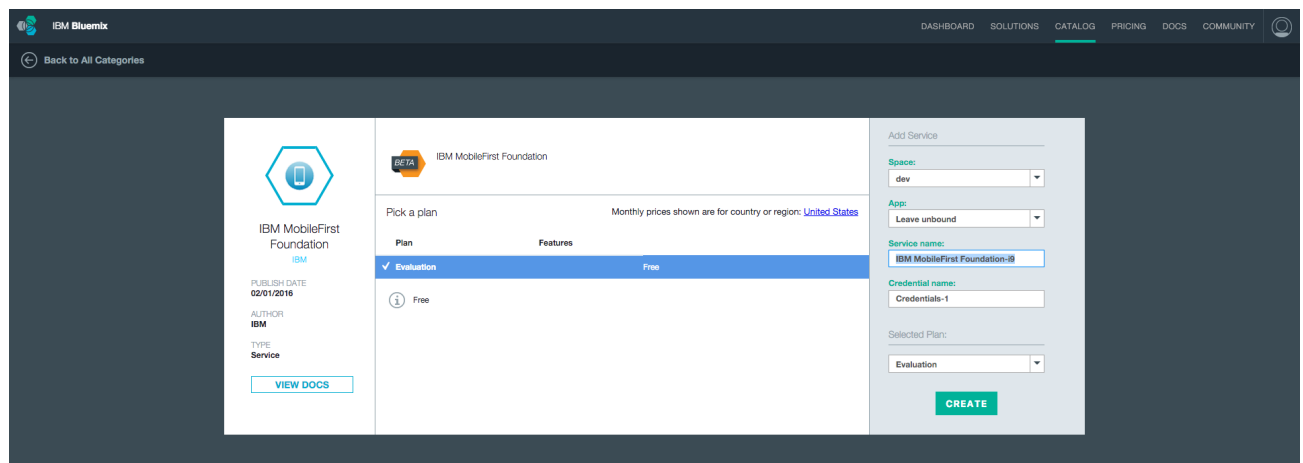 IBM Bluemix
DASHBOARD SOLUTIONS CATALOG PRICING DOCS COMMUNITY
Back to All Categories
IBM MobileFirst
Foundation
IBM
PUBLISH DATE
02/01/2016
AUTHOR
IBM
TYPE
Service
VIEW DOCS
BETA
IBM MobileFirst Foundation
Pick a plan
Monthly prices shown are for country or region: United States
Plan Features
Evaluation Free
Free
Add Service
Space:
dev
App:
Leave unbound
Service name:
IBM MobileFirst Foundation-i9
Credential name:
Credentials-1
Selected Plan:
Evaluation
CREATE